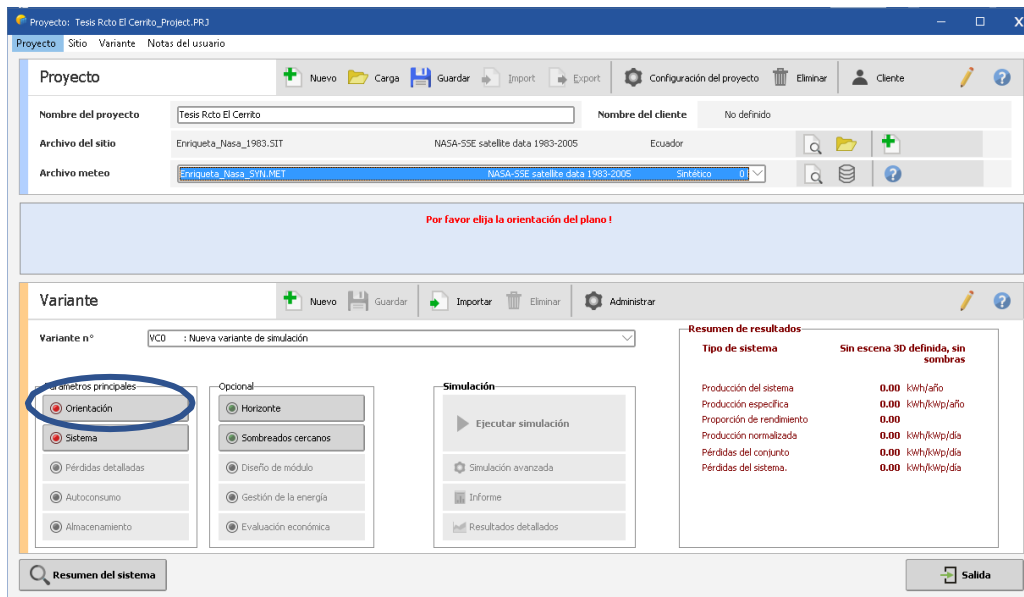 Proyecto: Tesis Rcto El Cerrito_Project.PRJ
Proyecto Sitio Variante Notas del usuario
Proyecto Nuevo Carga Guardar Import Export Configuración del proyecto Eliminar Cliente
Nombre del proyecto Tesis Rcto El Cerrito Nombre del cliente No definido
Archivo del sitio Enriqueta_Nasa_1983.SIT NASA-SSE satellite data 1983-2005 Ecuador
Archivo meteo Enriqueta_Nasa_SYN.MET NASA-SSE satellite data 1983-2005 Sintético 0
Por favor elija la orientación del plano !
Variante Nuevo Guardar Importar Eliminar Administrar
Variante n° VC0 : Nueva variante de simulación
Resumen de resultados
Tipo de sistema Sin escena 3D definida, sin
sombras
Parámetros principales Opcional Simulación
Producción del sistema 0.00 kWh/año
Producción específica 0.00 kWh/kWp/año
Proporción de rendimiento 0.00
Producción normalizada 0.00 kWh/kWp/día
Pérdidas del conjunto 0.00 kWh/kWp/día
Pérdidas del sistema. 0.00 kWh/kWp/día
Orientación Horizonte Ejecutar simulación
Sistema Sombreados cercanos
Pérdidas detalladas Diseño de módulo Simulación avanzada
Autoconsumo Gestión de la energía Informe
Almacenamiento Evaluación económica Resultados detallados
Resumen del sistema Salida